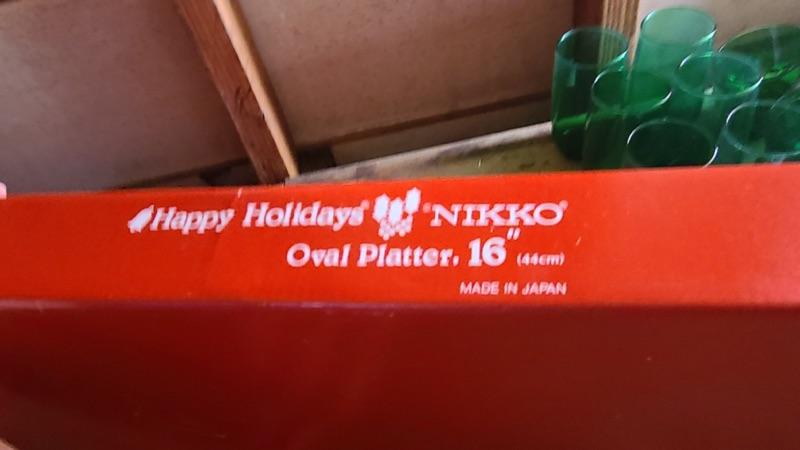 Happy Holidays® NIKKO®
Oval Platter. 16" (44cm)
MADE IN JAPAN